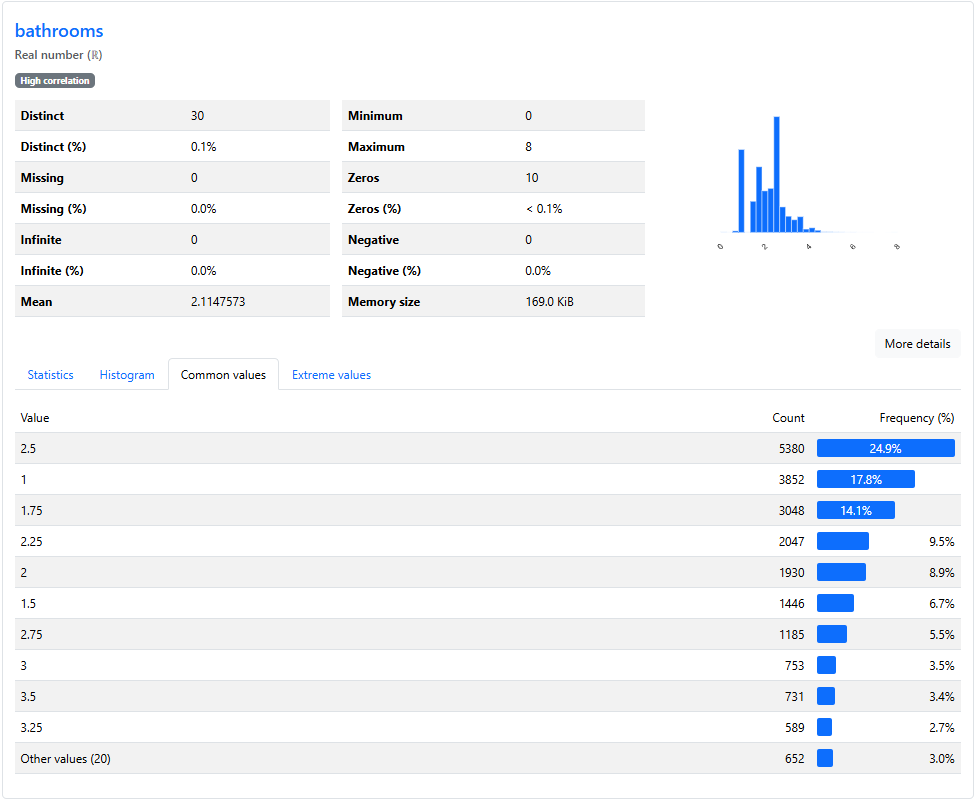 bathrooms
Real number (ℝ)
High correlation
Distinct 30
Distinct (%) 0.1%
Missing 0
Missing (%) 0.0%
Infinite 0
Infinite (%) 0.0%
Mean 2.1147573
Minimum 0
Maximum 8
Zeros 10
Zeros (%) < 0.1%
Negative 0
Negative (%) 0.0%
Memory size 169.0 KiB
0 2 4 6 8
More details
Statistics Histogram Common values Extreme values
Value Count Frequency (%)
2.5 5380 24.9%
1 3852 17.8%
1.75 3048 14.1%
2.25 2047 9.5%
2 1930 8.9%
1.5 1446 6.7%
2.75 1185 5.5%
3 753 3.5%
3.5 731 3.4%
3.25 589 2.7%
Other values (20) 652 3.0%